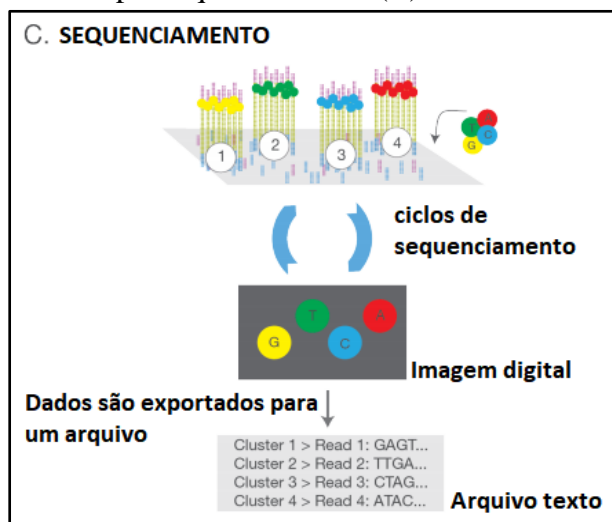 C. SEQUENCIAMENTO
1
2
3
4
A
T
C
G
ciclos de
sequenciamento
T
A
G
C
Imagem digital
Dados são exportados para
um arquivo
Cluster 1 > Read 1: GAGT...
Cluster 2 > Read 2: TTGA...
Cluster 3 > Read 3: CTAG...
Cluster 4 > Read 4: ATAC...
Arquivo texto